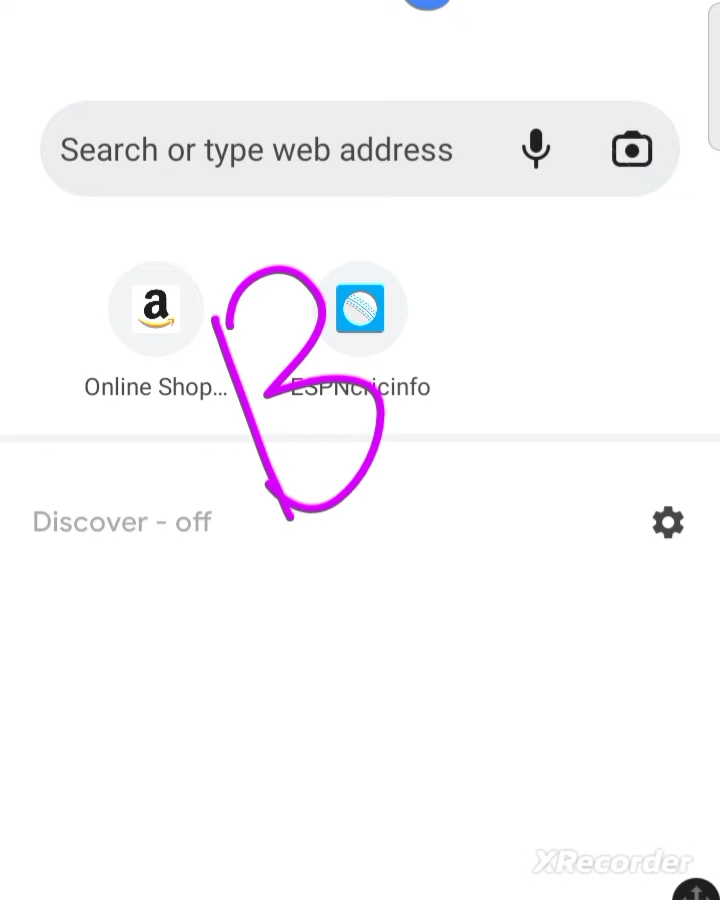 Search or type web address
a
B
Online Shop... ESPNcricinfo
Discover - off
XRecorder